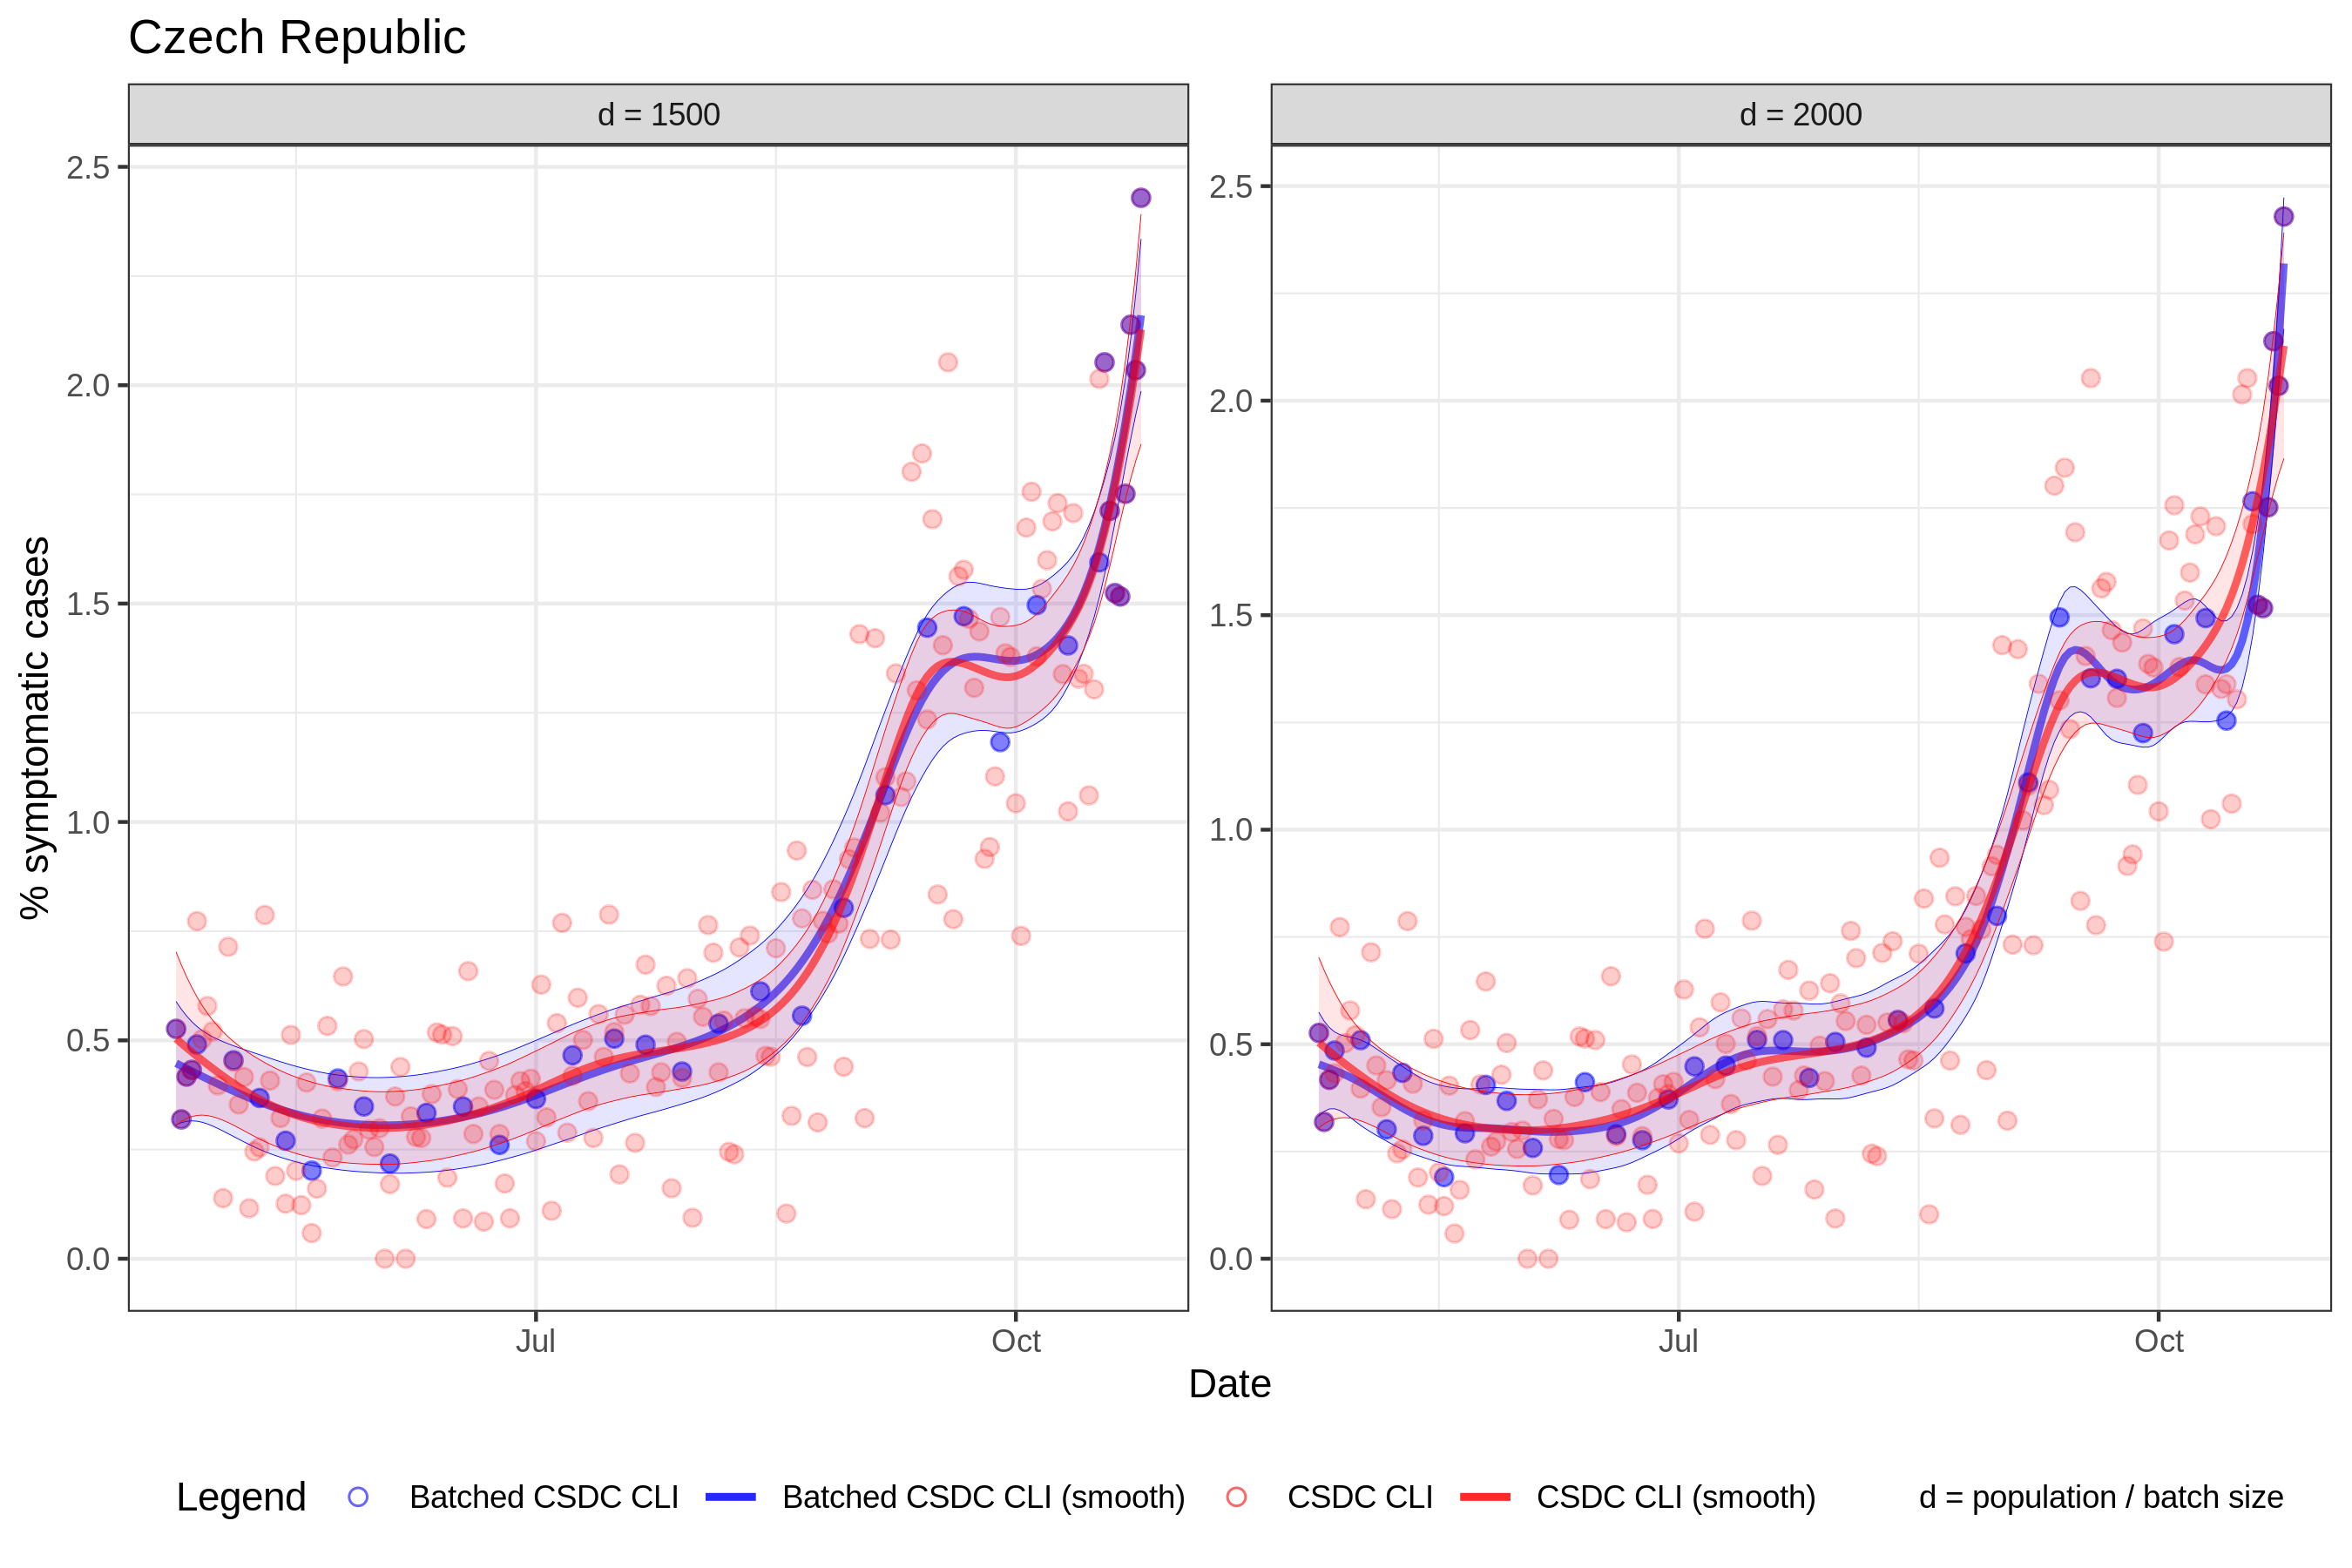 Czech Republic
d = 1500
d = 2000
2.5
2.0
1.5
1.0
0.5
0.0
2.5
2.0
1.5
1.0
0.5
0.0
% symptomatic cases
Jul
Oct
Jul
Oct
Date
Legend
Batched CSDC CLI
Batched CSDC CLI (smooth)
CSDC CLI
CSDC CLI (smooth)
d = population / batch size